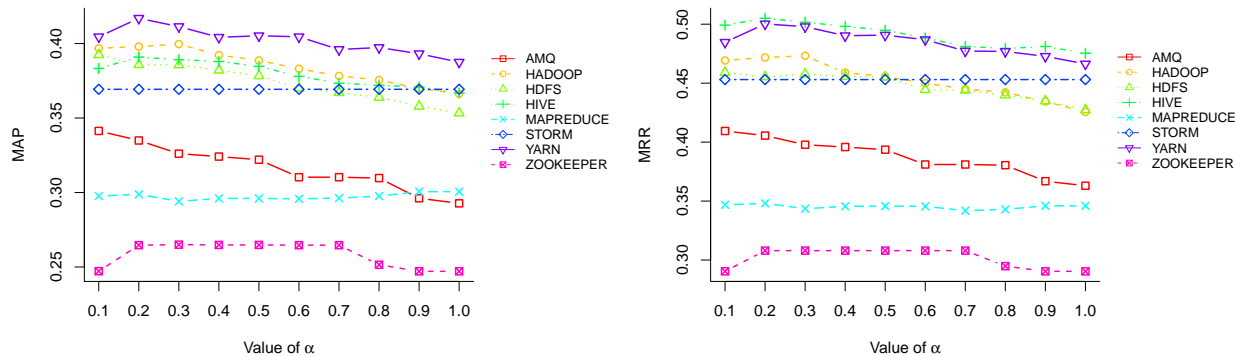 MAP
0.40
0.35
0.30
0.25
0.1 0.2 0.3 0.4 0.5 0.6 0.7 0.8 0.9 1.0
Value of α
AMQ
HADOOP
HDFS
HIVE
MAPREDUCE
STORM
YARN
ZOOKEEPER
MRR
0.50
0.45
0.40
0.35
0.30
0.1 0.2 0.3 0.4 0.5 0.6 0.7 0.8 0.9 1.0
Value of α
AMQ
HADOOP
HDFS
HIVE
MAPREDUCE
STORM
YARN
ZOOKEEPER